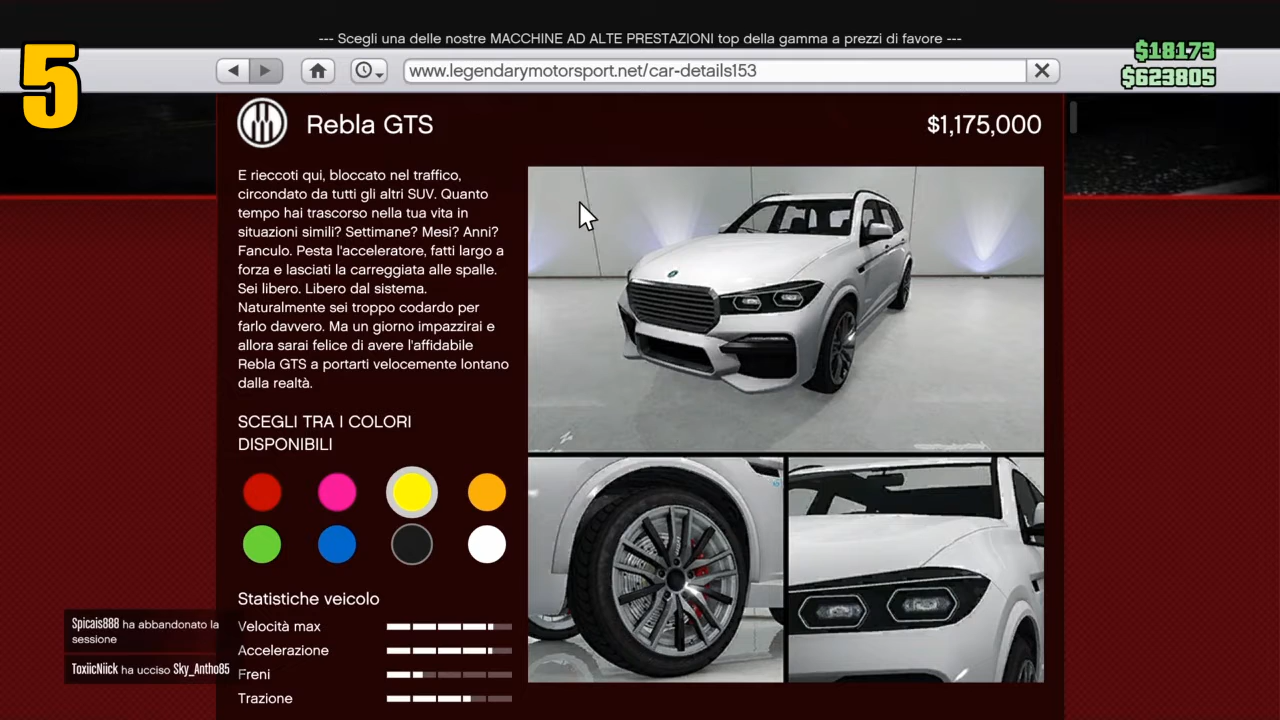 --- Scegli una delle nostre MACCHINE AD ALTE PRESTAZIONI top della gamma a prezzi di favore ---
5
$18173
$623805
www.legendarymotorsport.net/car-details153
Rebla GTS
$1,175,000
E rieccoti qui, bloccato nel traffico,
circondato da tutti gli altri SUV. Quanto
tempo hai trascorso nella tua vita in
situazioni simili? Settimane? Mesi? Anni?
Fanculo. Pesta l'acceleratore, fatti largo a
forza e lasciati la carreggiata alle spalle.
Sei libero. Libero dal sistema.
Naturalmente sei troppo codardo per
farlo davvero. Ma un giorno impazzirai e
allora sarai felice di avere l'affidabile
Rebla GTS a portarti velocemente lontano
dalla realtà.
SCEGLI TRA I COLORI
DISPONIBILI
Statistiche veicolo
Velocità max
Accelerazione
Freni
Trazione
Spicais888 ha abbandonato la
sessione
ToxiicNiick ha ucciso Sky_Antho85